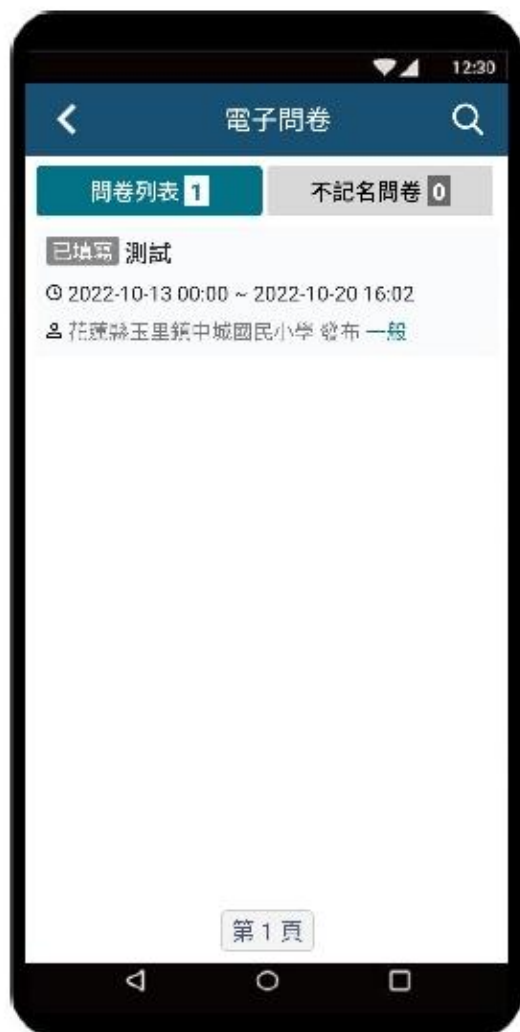 12:30
電子問卷
問卷列表 1 不記名問卷 0
已填寫 測試
2022-10-13 00:00 ~ 2022-10-20 16:02
花蓮縣玉里鎮中城國民小學 發布 一般
第 1 頁